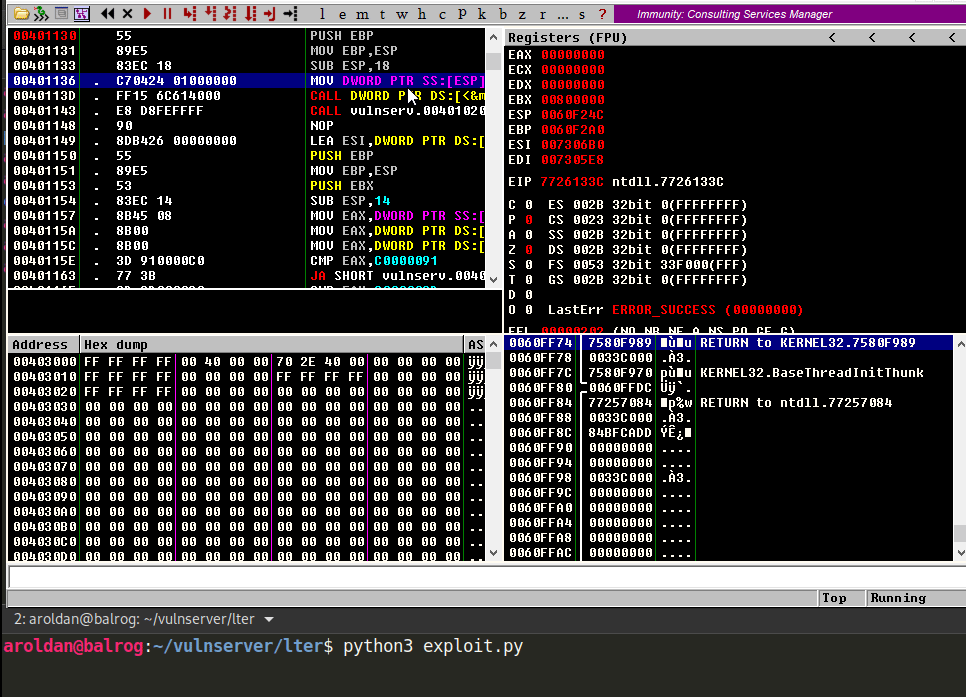 l e m t w h c P k b z r ... s ?
Immunity: Consulting Services Manager
00401130 55 PUSH EBP
00401131 89E5 MOV EBP,ESP
00401133 83EC 18 SUB ESP,18
00401136 . C70424 01000000 MOV DWORD PTR SS:[ESP]
0040113D . FF15 6C614000 CALL DWORD PTR DS:[<&m
00401143 . E8 D8FEFFFF CALL vulnserv.00401020
00401148 . 90 NOP
00401149 . 8DB426 00000000 LEA ESI,DWORD PTR DS:[
00401150 . 55 PUSH EBP
00401151 . 89E5 MOV EBP,ESP
00401153 . 53 PUSH EBX
00401154 . 83EC 14 SUB ESP,14
00401157 . 8B45 08 MOV EAX,DWORD PTR SS:[
0040115A . 8B00 MOV EAX,DWORD PTR DS:[
0040115C . 8B00 MOV EAX,DWORD PTR DS:[
0040115E . 3D 910000C0 CMP EAX,C0000091
00401163 . 77 3B JA SHORT vulnserv.0040
Registers (FPU) < < < <
EAX 00000000
ECX 00000000
EDX 00000000
EBX 00800000
ESP 0060F24C
EBP 0060F2A0
ESI 007306B0
EDI 007305E8
EIP 7726133C ntdll.7726133C
C 0 ES 002B 32bit 0(FFFFFFFF)
P 0 CS 0023 32bit 0(FFFFFFFF)
A 0 SS 002B 32bit 0(FFFFFFFF)
Z 0 DS 002B 32bit 0(FFFFFFFF)
S 0 FS 0053 32bit 33F000(FFF)
T 0 GS 002B 32bit 0(FFFFFFFF)
D 0
O 0 LastErr ERROR_SUCCESS (00000000)
EFL 00000202 (NO,NB,NE,A,NS,PO,GE,G)
Address Hex dump AS
00403000 FF FF FF FF 00 40 00 00 70 2E 40 00 00 00 00 00 ÿÿ
00403010 FF FF FF FF 00 00 00 00 FF FF FF FF 00 00 00 00 ÿÿ
00403020 FF FF FF FF 00 00 00 00 00 00 00 00 00 00 00 00 ÿÿ
00403030 00 00 00 00 00 00 00 00 00 00 00 00 00 00 00 00 ..
00403040 00 00 00 00 00 00 00 00 00 00 00 00 00 00 00 00 ..
00403050 00 00 00 00 00 00 00 00 00 00 00 00 00 00 00 00 ..
00403060 00 00 00 00 00 00 00 00 00 00 00 00 00 00 00 00 ..
00403070 00 00 00 00 00 00 00 00 00 00 00 00 00 00 00 00 ..
00403080 00 00 00 00 00 00 00 00 00 00 00 00 00 00 00 00 ..
00403090 00 00 00 00 00 00 00 00 00 00 00 00 00 00 00 00 ..
004030A0 00 00 00 00 00 00 00 00 00 00 00 00 00 00 00 00 ..
004030B0 00 00 00 00 00 00 00 00 00 00 00 00 00 00 00 00 ..
004030C0 00 00 00 00 00 00 00 00 00 00 00 00 00 00 00 00 ..
004030D0 00 00 00 00 00 00 00 00 00 00 00 00 00 00 00 00 ..
0060FF74 7580F989 RETURN to KERNEL32.7580F989
0060FF78 0033C000 .À3.
0060FF7C 7580F970 KERNEL32.BaseThreadInitThunk
0060FF80 0060FFDC Üÿ`.
0060FF84 77257084 RETURN to ntdll.77257084
0060FF88 0033C000 .À3.
0060FF8C 84BFCADD ÝÊ¿
0060FF90 00000000 ....
0060FF94 00000000 ....
0060FF98 0033C000 .À3.
0060FF9C 00000000 ....
0060FFA0 00000000 ....
0060FFA4 00000000 ....
0060FFA8 00000000 ....
0060FFAC 00000000 ....
Top Running
2: aroldan@balrog: ~/vulnserver/lter
aroldan@balrog:~/vulnserver/lter$ python3 exploit.py